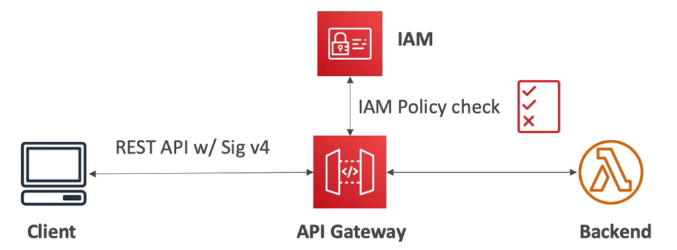 IAM
IAM Policy check
REST API w/ Sig v4
</>
Client
API Gateway
Backend